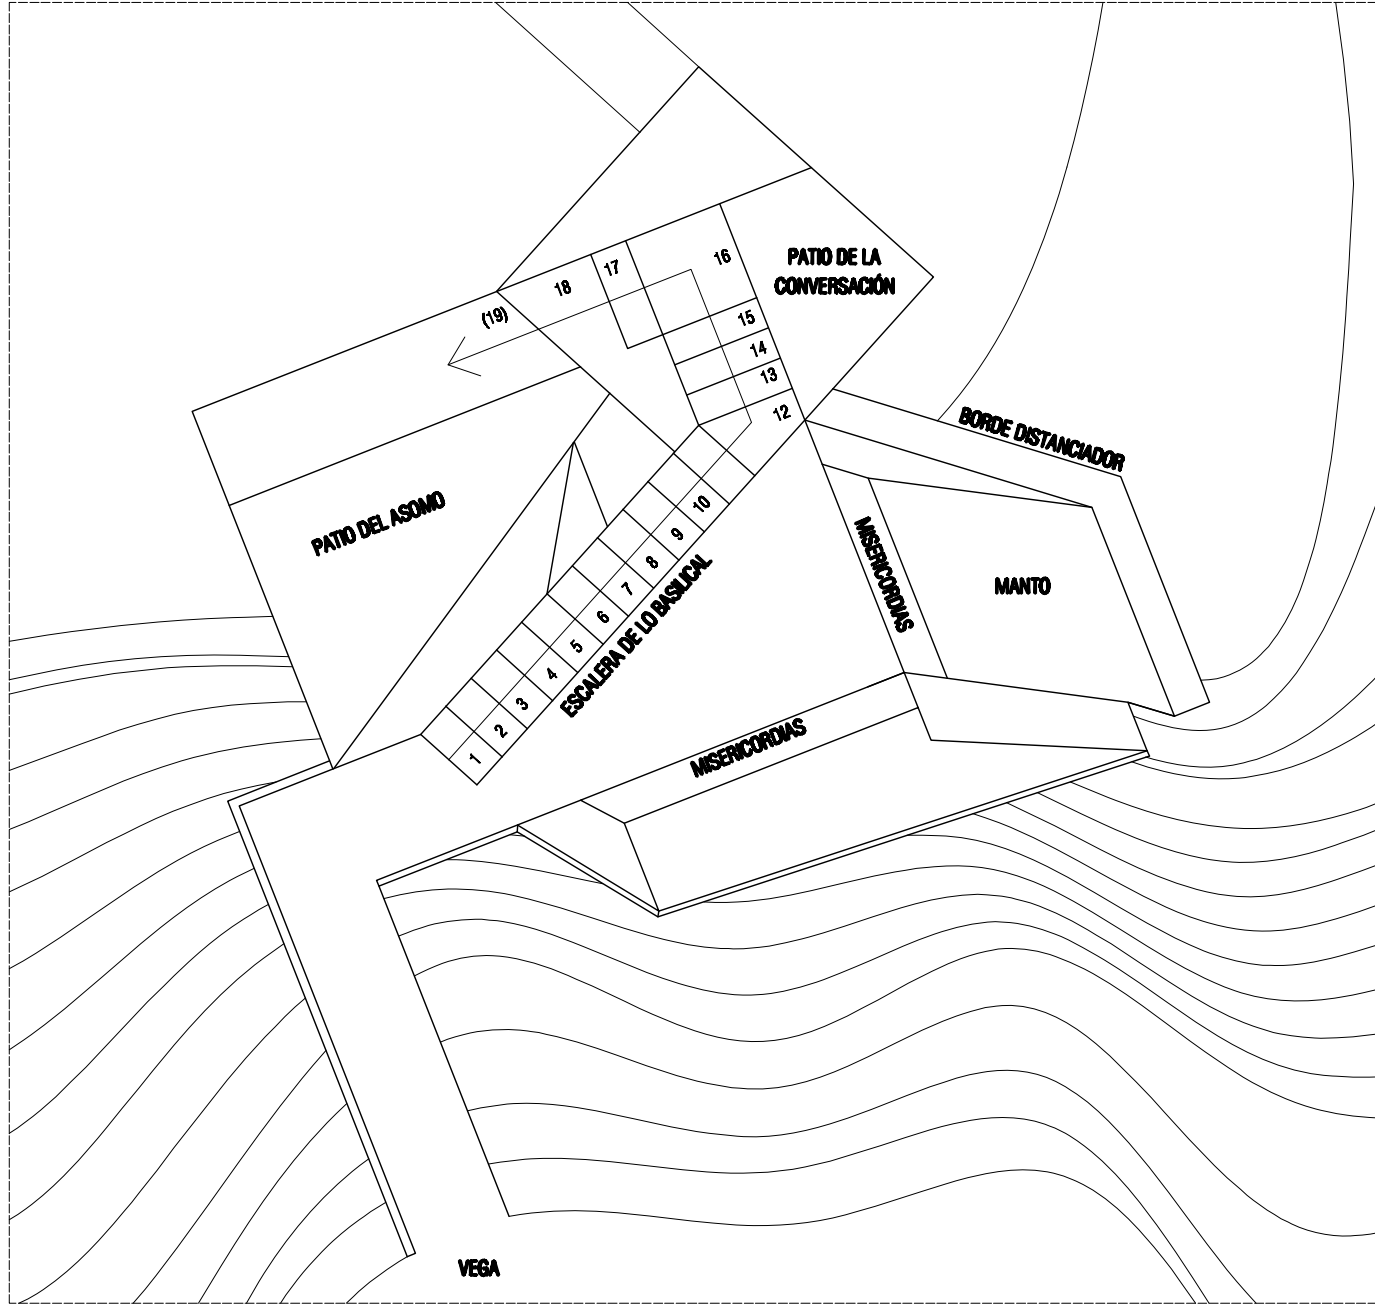 PATIO DE LA
CONVERSACIÓN
16
17
18
(19)
15
14
13
12
BORDE DISTANCIADOR
PATIO DEL ASOMO
MISERICORDIAS
MANTO
10
9
8
7
6
5
4
3
2
1
ESCALERA DE LO BASILICAL
MISERICORDIAS
VEGA